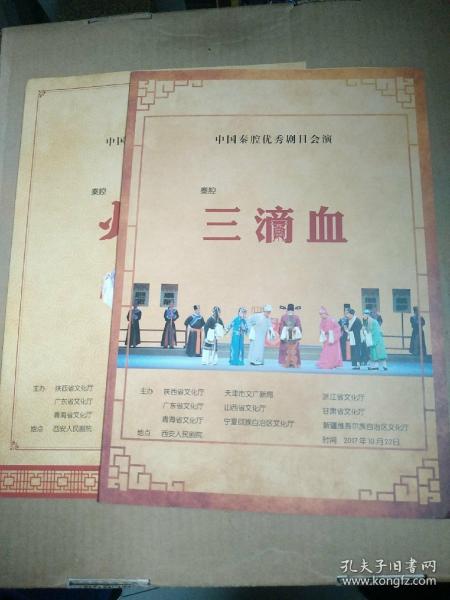 中国秦腔优秀剧目会演
秦腔
三滴血
主办 陕西省文化厅 天津市文广新局 浙江省文化厅
广东省文化厅 山西省文化厅 甘肃省文化厅
青海省文化厅 宁夏回族自治区文化厅 新疆维吾尔族自治区文化厅
地点 西安人民剧院 时间 2017年10月22日
中国
秦腔
主办 陕西省文化厅
广东省文化厅
青海省文化厅
地点 西安人民剧院
孔夫子旧书网
www.kongfz.com